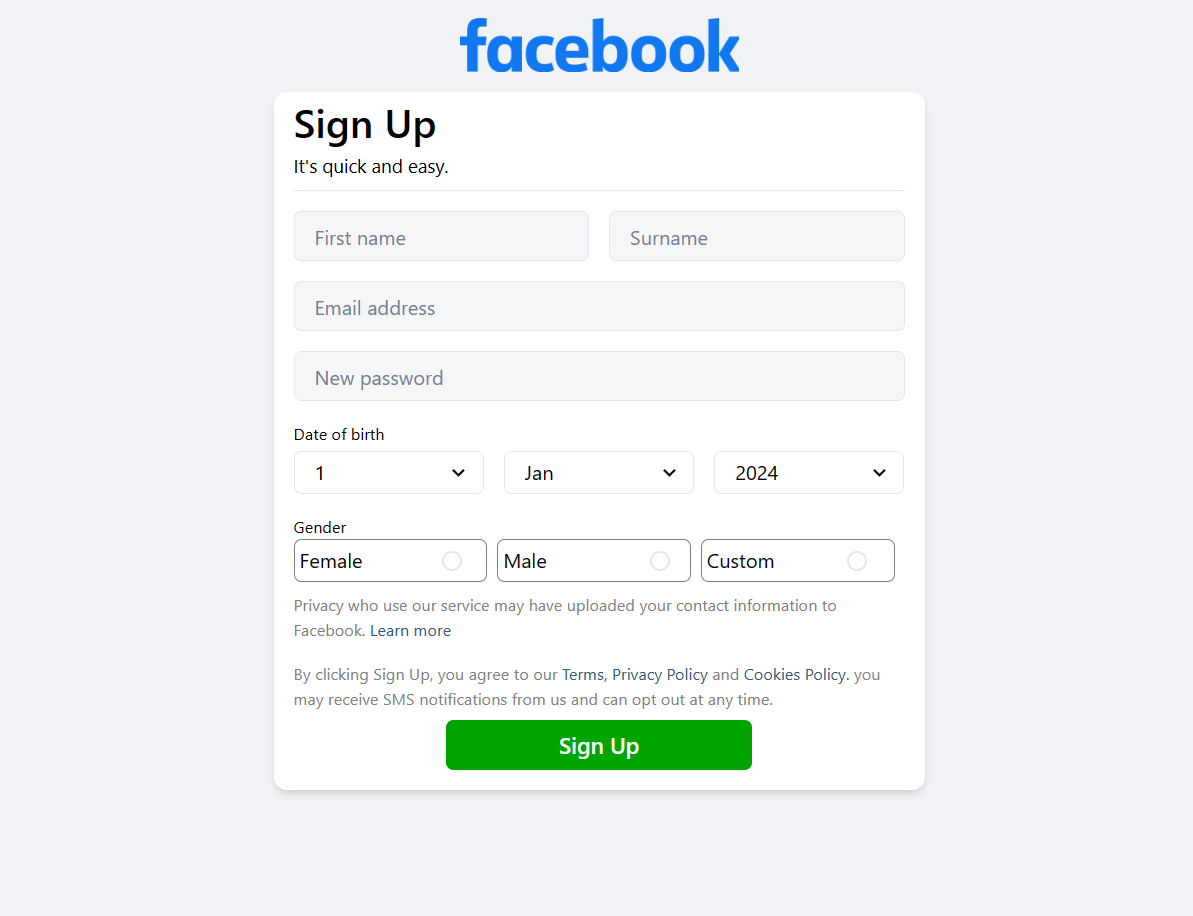 facebook
Sign Up
It's quick and easy.
First name Surname
Email address
New password
Date of birth
1 Jan 2024
Gender
Female Male Custom
Privacy who use our service may have uploaded your contact information to
Facebook. Learn more
By clicking Sign Up, you agree to our Terms, Privacy Policy and Cookies Policy. you
may receive SMS notifications from us and can opt out at any time.
Sign Up